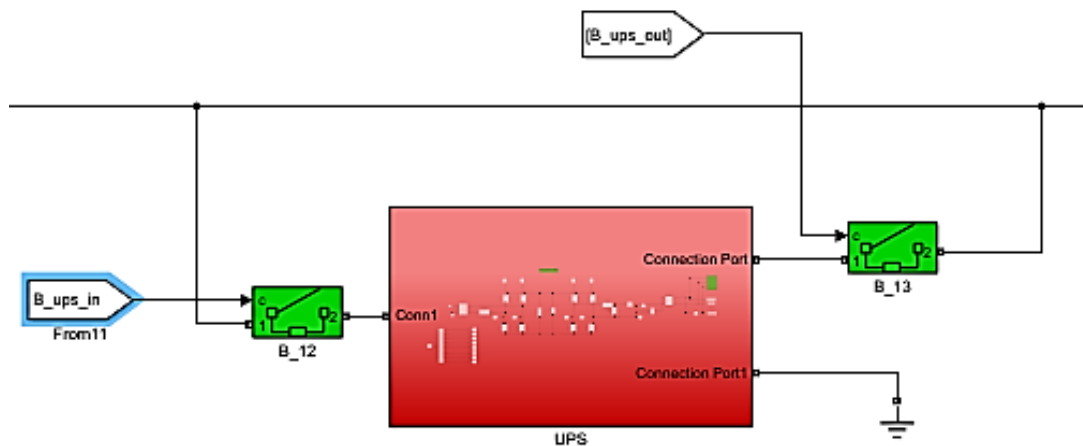 [B_ups_out]
Connection Port
c
1
2
B_13
B_ups_in
From11
c
1
2
B_12
Conn1
Connection Port1
UPS